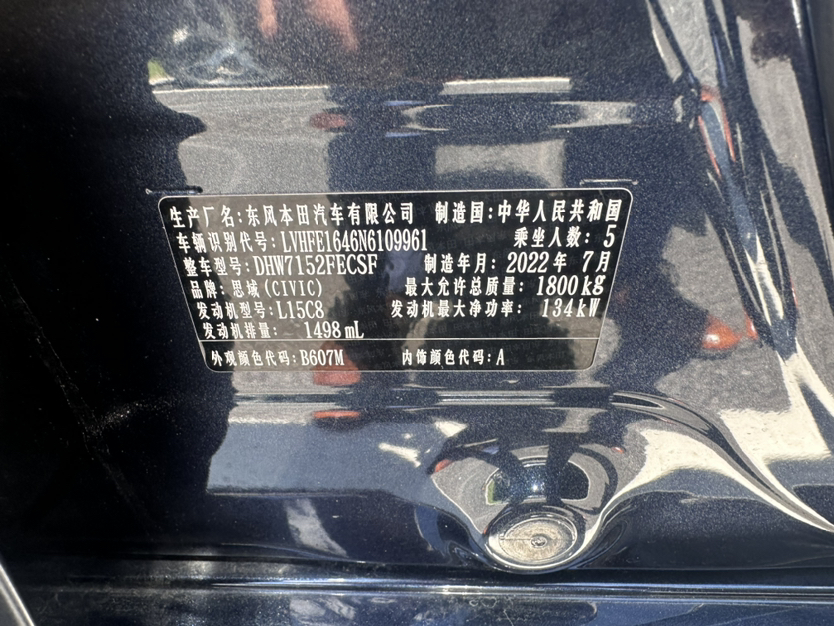 生产厂名:东风本田汽车有限公司 制造国:中华人民共和国
车辆识别代号:LVHFE1646N6109961 乘坐人数: 5
整车型号:DHW7152FECSF 制造年月: 2022年 7月
品牌:思域(CIVIC) 最大允许总质量: 1800kg
发动机型号:L15C8 发动机最大净功率: 134kW
发动机排量: 1498mL
外观颜色代码:B607M 内饰颜色代码:A